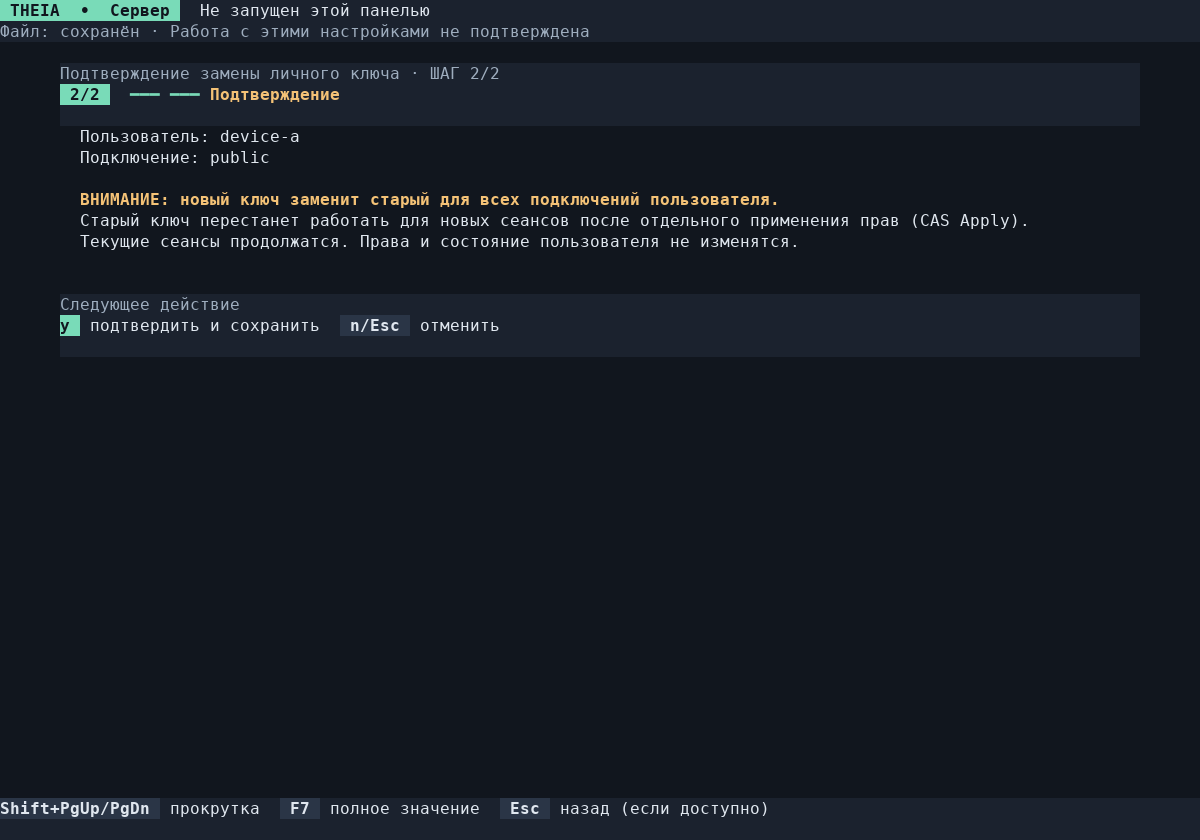 THEIA • Сервер Не запущен этой панелью
Файл: сохранён · Работа с этими настройками не подтверждена
Подтверждение замены личного ключа · ШАГ 2/2
2/2 ━━━ ━━━ Подтверждение
Пользователь: device-a
Подключение: public
ВНИМАНИЕ: новый ключ заменит старый для всех подключений пользователя.
Старый ключ перестанет работать для новых сеансов после отдельного применения прав (CAS Apply).
Текущие сеансы продолжатся. Права и состояние пользователя не изменятся.
Следующее действие
y подтвердить и сохранить n/Esc отменить
Shift+PgUp/PgDn прокрутка F7 полное значение Esc назад (если доступно)